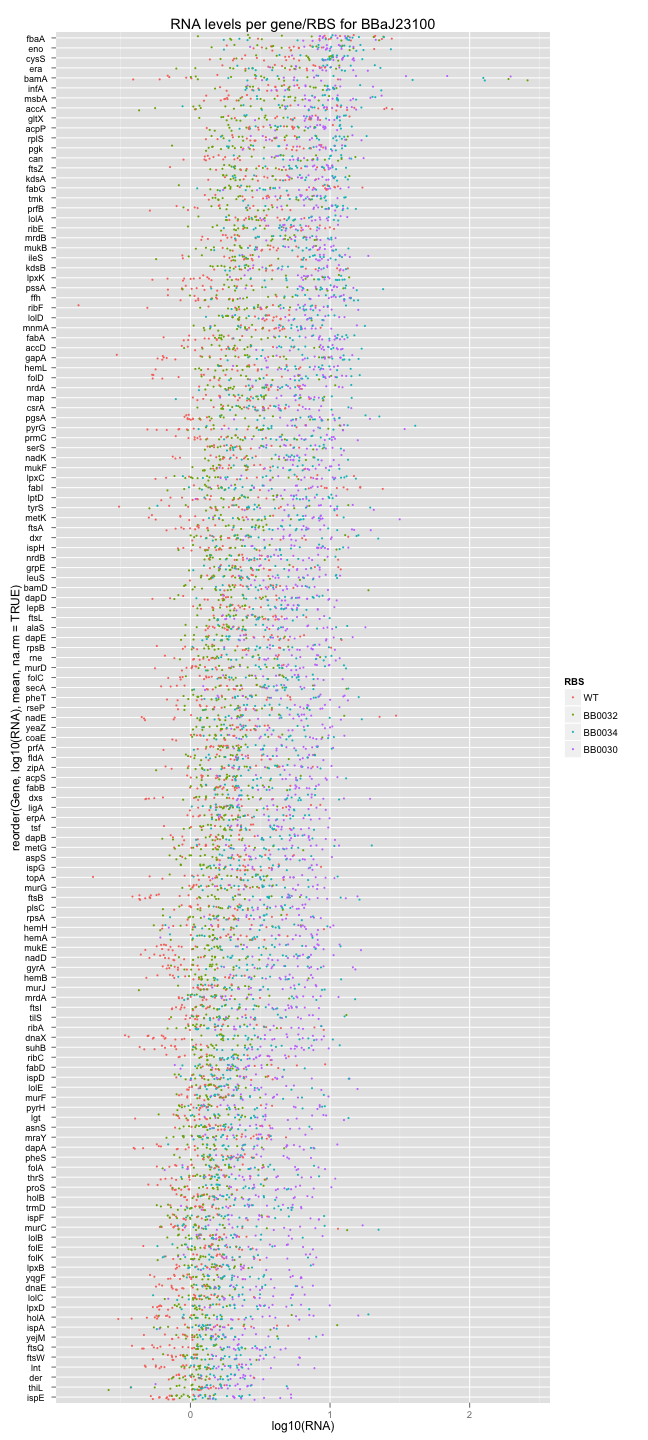 RNA levels per gene/RBS for BBaJ23100
fbaA
eno
cysS
era
bamA
infA
msbA
accA
gltX
acpP
rplS
pgk
can
ftsZ
kdsA
fabG
tmk
prfB
lolA
ribE
mrdB
mukB
ileS
kdsB
lpxK
pssA
ffh
ribF
lolD
mnmA
fabA
accD
gapA
hemL
folD
nrdA
map
csrA
pgsA
pyrG
prmC
serS
nadK
mukF
lpxC
fabI
lptD
tyrS
metK
ftsA
dxr
ispH
nrdB
grpE
leuS
bamD
dapD
lepB
ftsL
alaS
dapE
rpsB
rne
murD
folC
secA
pheT
rseP
nadE
yeaZ
coaE
prfA
fldA
zipA
acpS
fabB
dxs
ligA
erpA
tsf
dapB
metG
aspS
ispG
topA
murG
ftsB
plsC
rpsA
hemH
hemA
mukE
nadD
gyrA
hemB
murJ
mrdA
ftsI
tilS
ribA
dnaX
suhB
ribC
fabD
ispD
lolE
murF
pyrH
lgt
asnS
mraY
dapA
pheS
folA
thrS
proS
holB
trmD
ispF
murC
lolB
folE
folK
lpxB
yqgF
dnaE
lolC
lpxD
holA
ispA
yejM
ftsQ
ftsW
lnt
der
thiL
ispE
reorder(Gene, log10(RNA), mean, na.rm = TRUE)
0 1 2
log10(RNA)
RBS
WT
BB0032
BB0034
BB0030